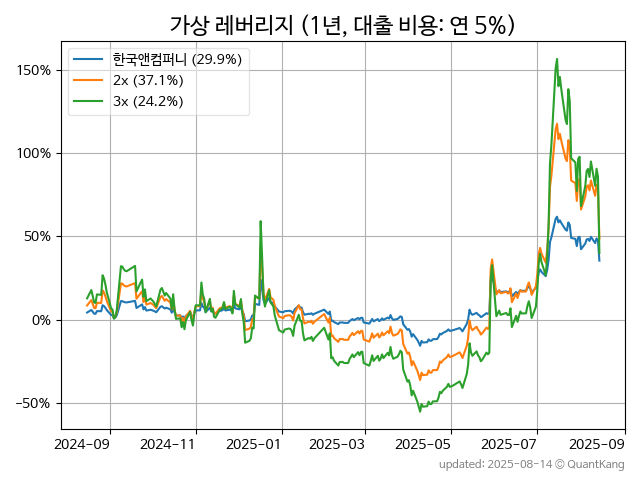 가상 레버리지 (1년, 대출 비용: 연 5%)
한국앤컴퍼니 (29.9%)
2x (37.1%)
3x (24.2%)
150%
100%
50%
0%
−50%
2024-09 2024-11 2025-01 2025-03 2025-05 2025-07 2025-09
updated: 2025-08-14 © QuantKang